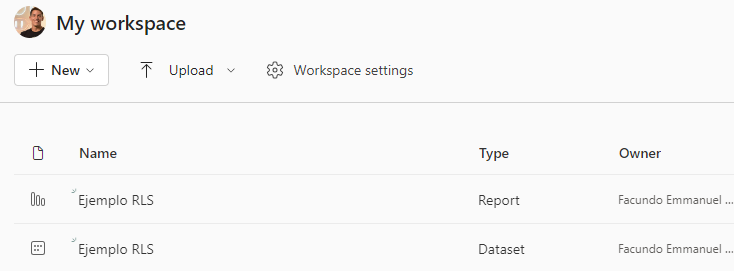 My workspace
New Upload Workspace settings
Name Type Owner
Ejemplo RLS Report Facundo Emmanuel ...
Ejemplo RLS Dataset Facundo Emmanuel ...